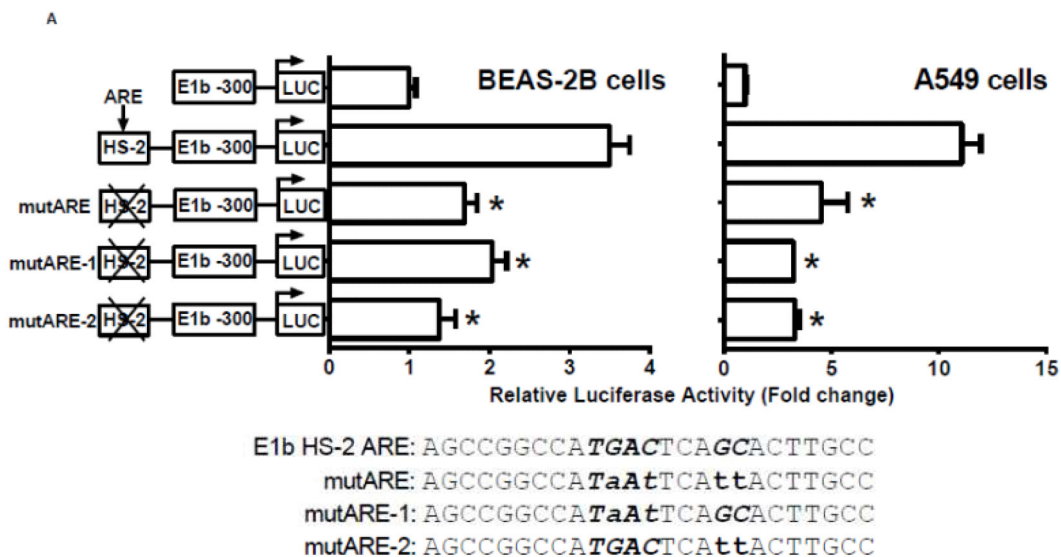 A
E1b -300 LUC
BEAS-2B cells
A549 cells
ARE
HS-2 E1b -300 LUC
mutARE HS-2 E1b -300 LUC *
*
mutARE-1 HS-2 E1b -300 LUC *
*
mutARE-2 HS-2 E1b -300 LUC *
*
0 1 2 3 4
0 5 10 15
Relative Luciferase Activity (Fold change)
E1b HS-2 ARE: AGCCGGCCATGACTCAGCACTTGCC
mutARE: AGCCGGCCATaAtTCAttACTTGCC
mutARE-1: AGCCGGCCATaAtTCAGCACTTGCC
mutARE-2: AGCCGGCCATGACTCAttACTTGCC